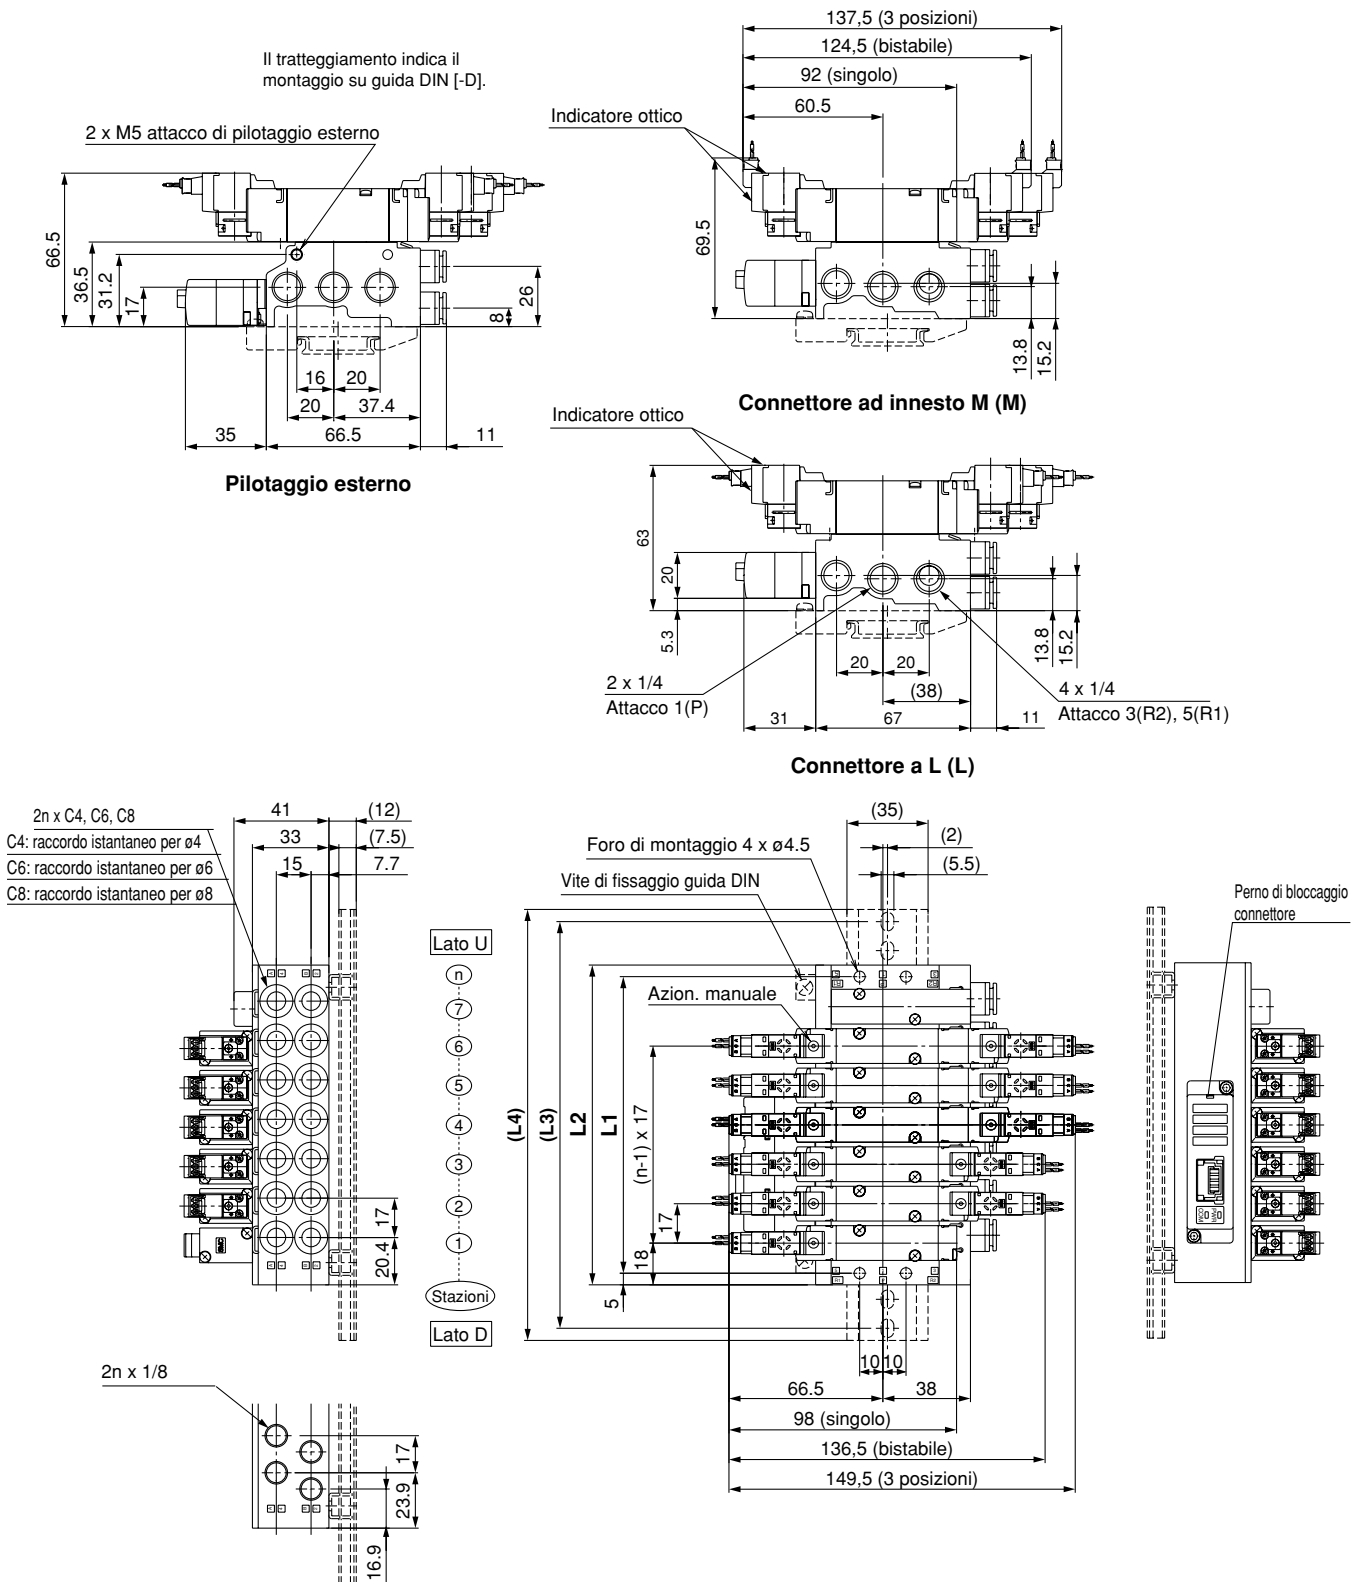 Il tratteggiamento indica il
montaggio su guida DIN [-D].
2 x M5 attacco di pilotaggio esterno
66.5
36.5
31.2
17
26
8
16
20
20
37.4
35
66.5
11
Pilotaggio esterno
137,5 (3 posizioni)
124,5 (bistabile)
92 (singolo)
60.5
Indicatore ottico
69.5
13.8
15.2
Connettore ad innesto M (M)
Indicatore ottico
63
20
5.3
13.8
15.2
20
20
(38)
2 x 1/4
Attacco 1(P)
4 x 1/4
Attacco 3(R2), 5(R1)
31
67
11
Connettore a L (L)
2n x C4, C6, C8
C4: raccordo istantaneo per ø4
C6: raccordo istantaneo per ø6
C8: raccordo istantaneo per ø8
41
(12)
33
(7.5)
15
7.7
17
20.4
Lato U
n
7
6
5
4
3
2
1
Stazioni
Lato D
(35)
(2)
(5.5)
Foro di montaggio 4 x ø4.5
Vite di fissaggio guida DIN
Azion. manuale
(L4)
(L3)
L2
L1
(n-1) x 17
17
18
5
10
10
66.5
38
98 (singolo)
136,5 (bistabile)
149,5 (3 posizioni)
Perno di bloccaggio
connettore
PWR
COM
2n x 1/8
17
23.9
16.9